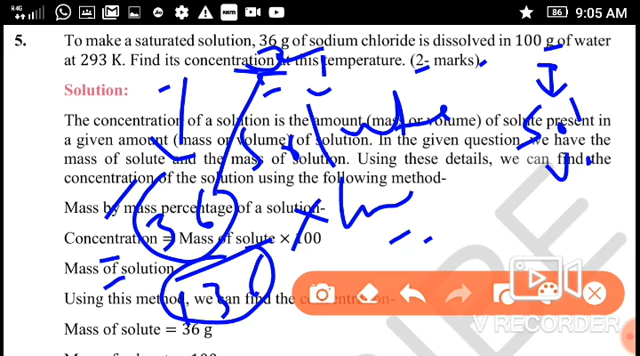 86 9:05 AM
5. To make a saturated solution, 36 g of sodium chloride is dissolved in 100 g of water
at 293 K. Find its concentration at this temperature. (2- marks).
Solution:
The concentration of a solution is the amount (mass or volume) of solute present in
a given amount (mass or volume) of solution. In the given question we have the
mass of solute and the mass of solution. Using these details, we can find the
concentration of the solution using the following method-
Mass by mass percentage of a solution-
Concentration = Mass of solute × 100
Mass of solution
Using this method, we can find the concentration-
Mass of solute = 36 g
36
V RECORDER